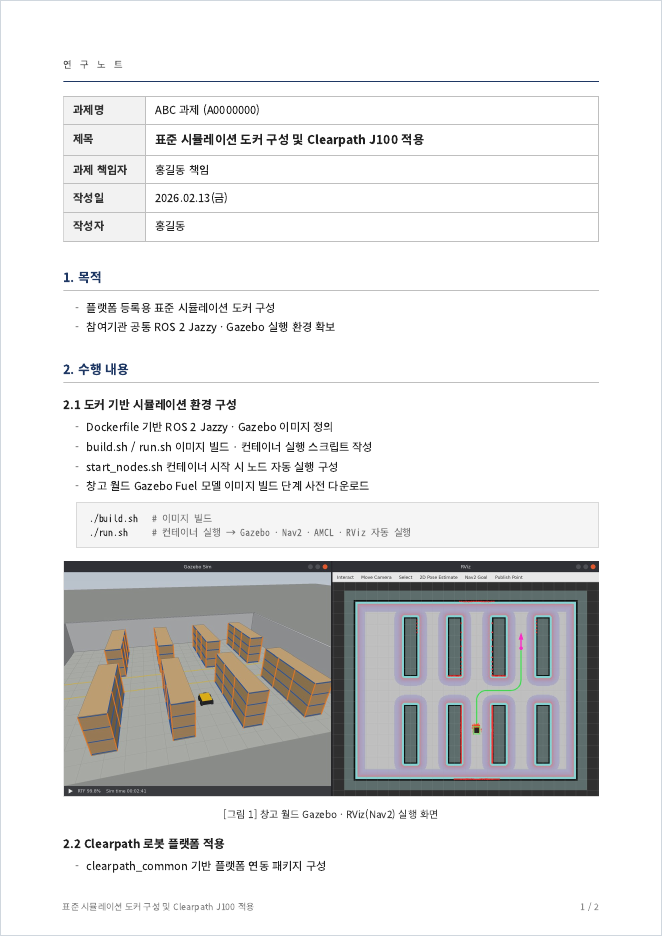 연 구 노 트
과제명 ABC 과제 (A0000000)
제목 표준 시뮬레이션 도커 구성 및 Clearpath J100 적용
과제 책임자 홍길동 책임
작성일 2026.02.13(금)
작성자 홍길동
1. 목적
- 플랫폼 등록용 표준 시뮬레이션 도커 구성
- 참여기관 공통 ROS 2 Jazzy · Gazebo 실행 환경 확보
2. 수행 내용
2.1 도커 기반 시뮬레이션 환경 구성
- Dockerfile 기반 ROS 2 Jazzy · Gazebo 이미지 정의
- build.sh / run.sh 이미지 빌드 · 컨테이너 실행 스크립트 작성
- start_nodes.sh 컨테이너 시작 시 노드 자동 실행 구성
- 창고 월드 Gazebo Fuel 모델 이미지 빌드 단계 사전 다운로드
./build.sh # 이미지 빌드
./run.sh # 컨테이너 실행 → Gazebo · Nav2 · AMCL · RViz 자동 실행
Gazebo Sim
RViz
Interact Move Camera Select 2D Pose Estimate Nav2 Goal Publish Point
RTF 99.8% Sim time 00:02:41
[그림 1] 창고 월드 Gazebo · RViz(Nav2) 실행 화면
2.2 Clearpath 로봇 플랫폼 적용
- clearpath_common 기반 플랫폼 연동 패키지 구성
표준 시뮬레이션 도커 구성 및 Clearpath J100 적용
1 / 2